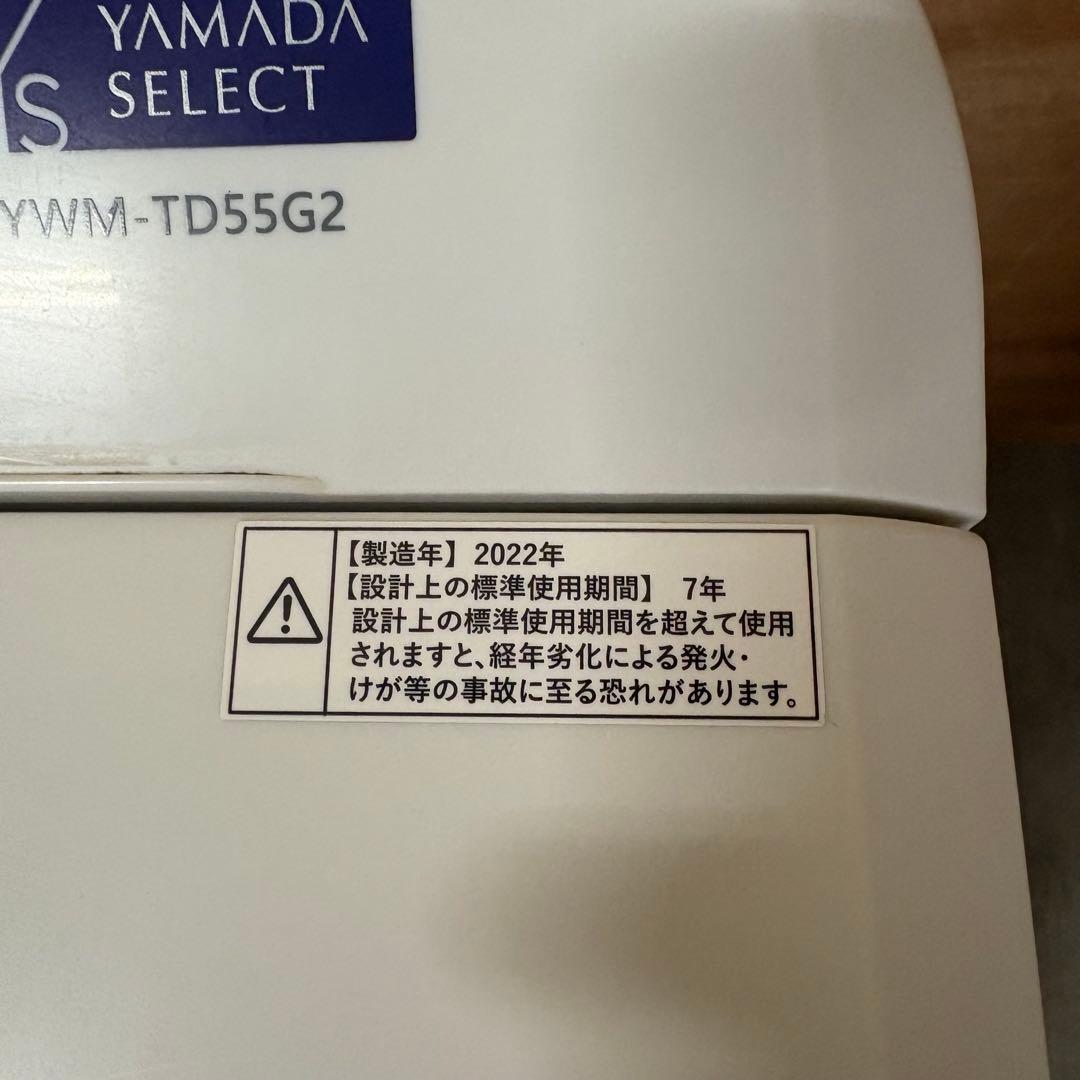 YAMADA
SELECT
YS
YWM-TD55G2
【製造年】 2022年
【設計上の標準使用期間】 7年
設計上の標準使用期間を超えて使用
されますと、経年劣化による発火・
けが等の事故に至る恐れがあります。